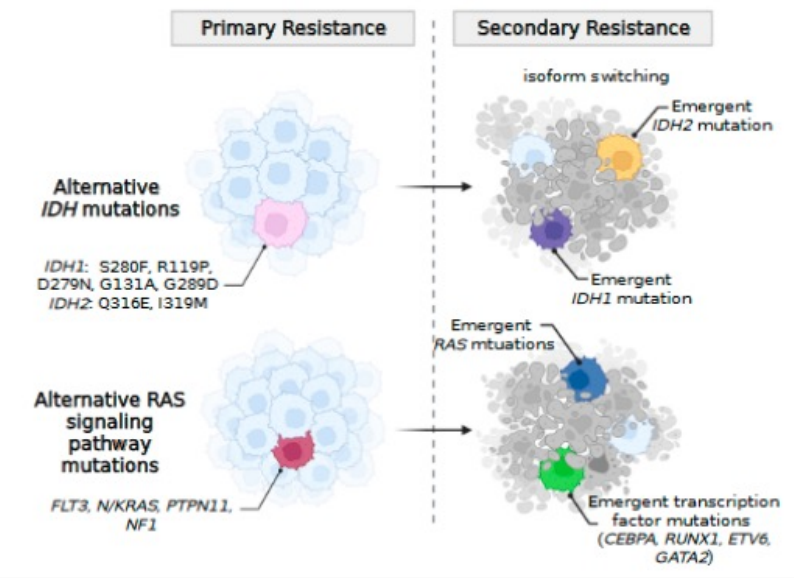 Primary Resistance
Secondary Resistance
isoform switching
Emergent
IDH2 mutation
Alternative
IDH mutations
IDH1: S280F, R119P,
D279N, G131A, G289D
IDH2: Q316E, I319M
Emergent
IDH1 mutation
Emergent
RAS mtuations
Alternative RAS
signaling
pathway
mutations
FLT3, N/KRAS, PTPN11,
NF1
Emergent transcription
factor mutations
(CEBPA, RUNX1, ETV6,
GATA2)